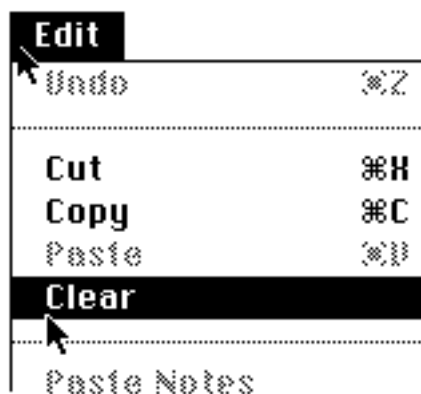 Edit
Undo ⌘Z
Cut ⌘X
Copy ⌘C
Paste ⌘V
Clear
Paste Notes